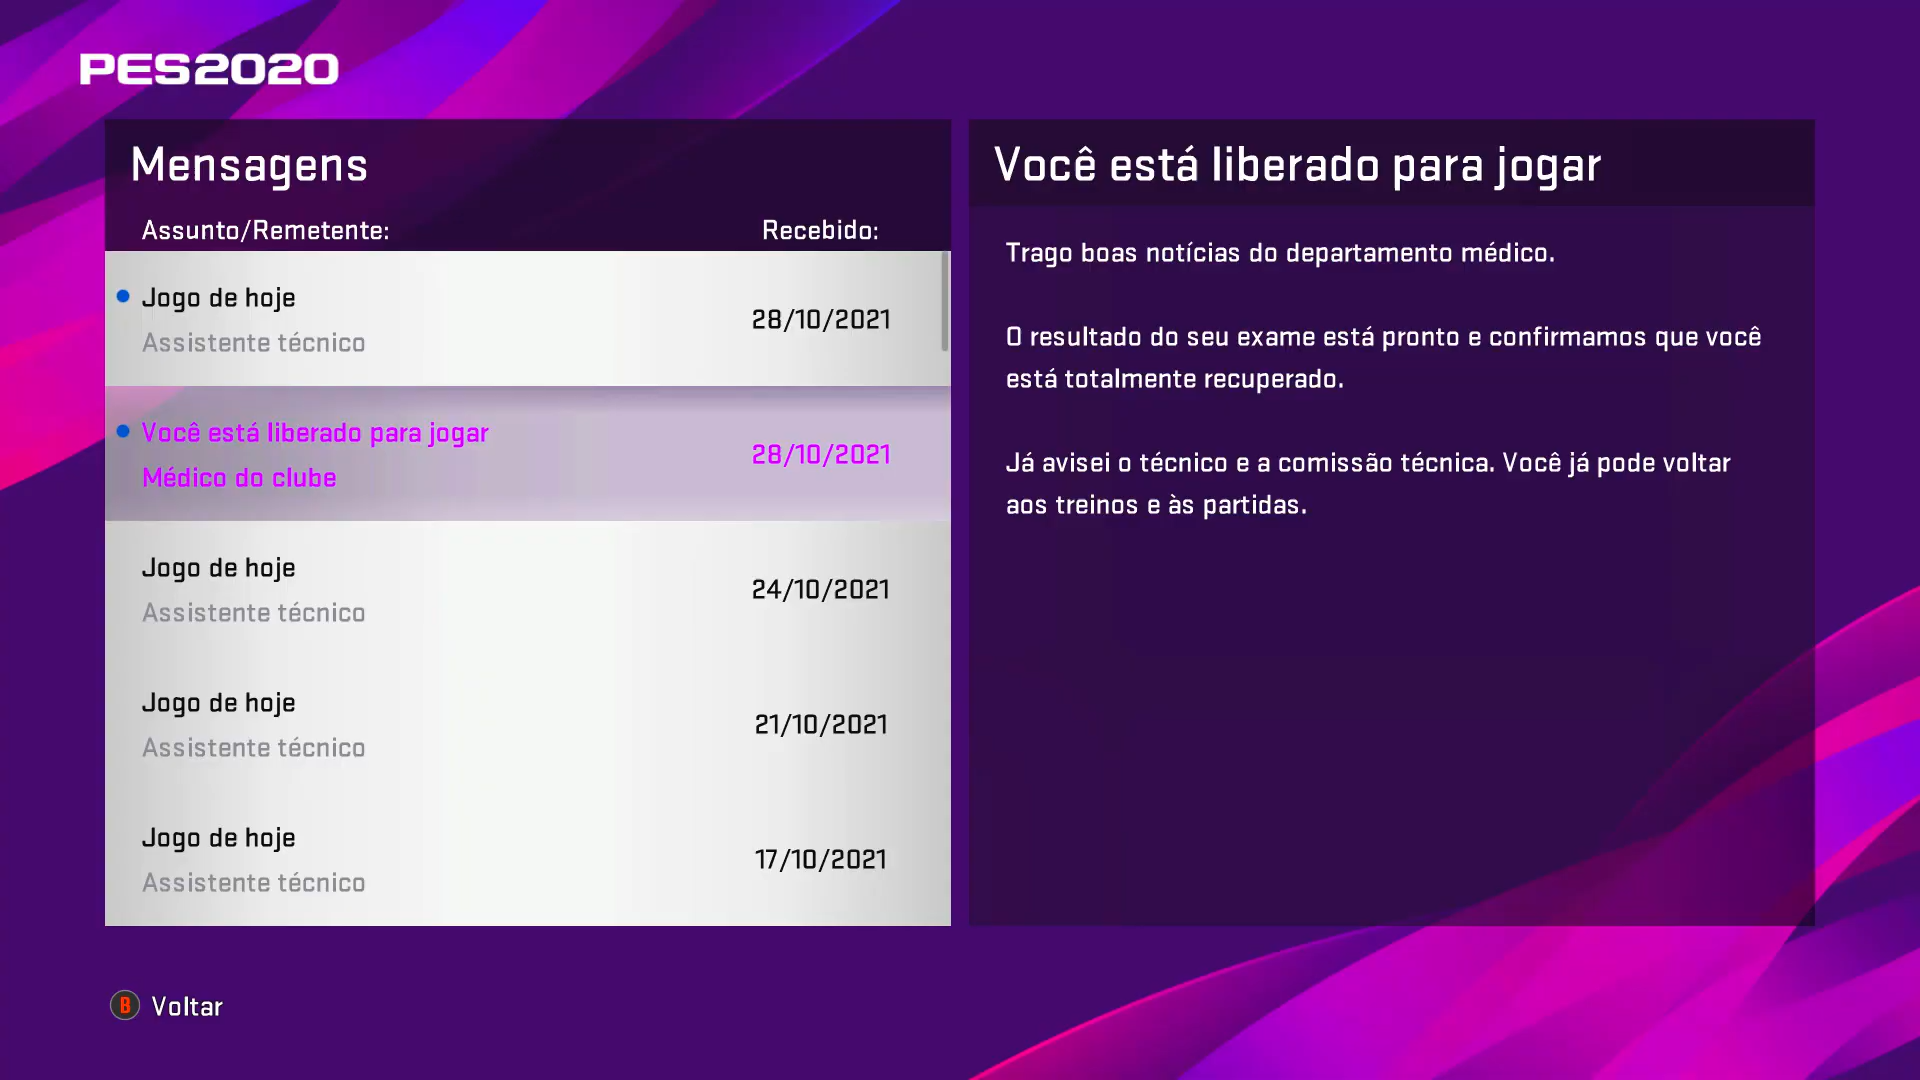 PES2020
Mensagens
Assunto/Remetente:
Recebido:
Jogo de hoje
Assistente técnico
28/10/2021
Você está liberado para jogar
Médico do clube
28/10/2021
Jogo de hoje
Assistente técnico
24/10/2021
Jogo de hoje
Assistente técnico
21/10/2021
Jogo de hoje
Assistente técnico
17/10/2021
Você está liberado para jogar
Trago boas notícias do departamento médico.
O resultado do seu exame está pronto e confirmamos que você
está totalmente recuperado.
Já avisei o técnico e a comissão técnica. Você já pode voltar
aos treinos e às partidas.
B Voltar